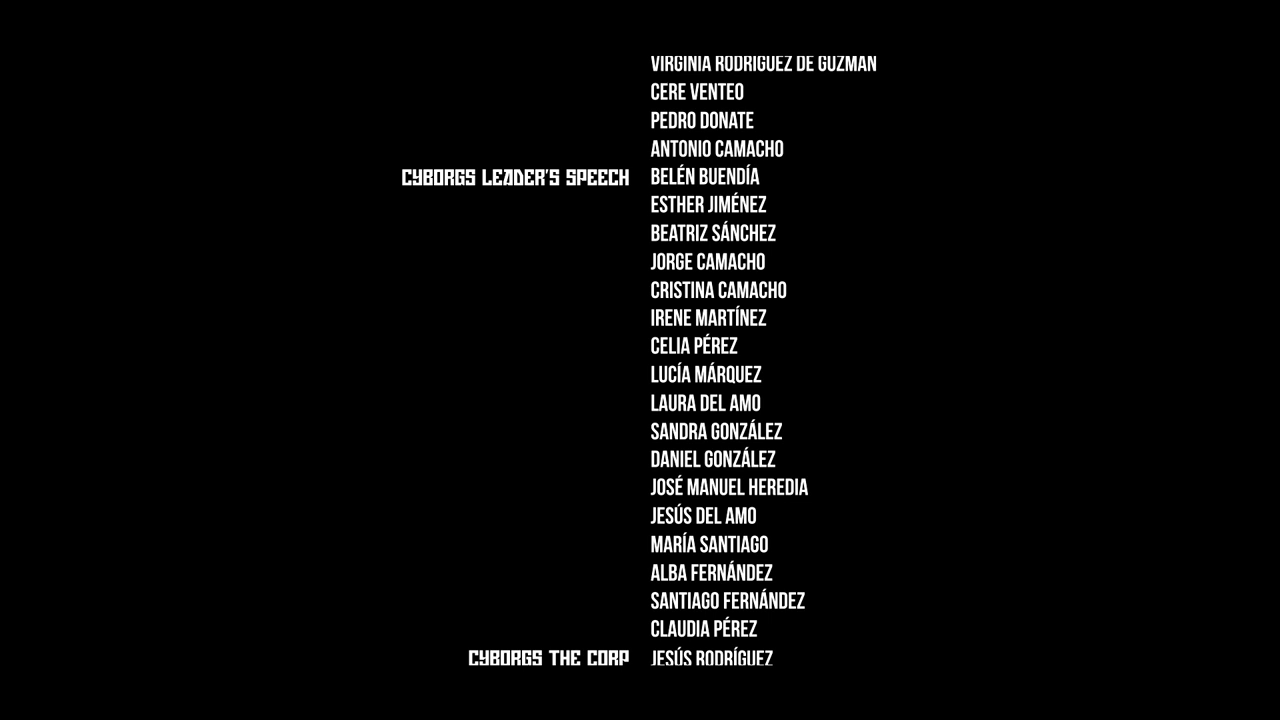 VIRGINIA RODRIGUEZ DE GUZMAN
CERE VENTEO
PEDRO DONATE
ANTONIO CAMACHO
CYBORGS LEADER'S SPEECH BELÉN BUENDÍA
ESTHER JIMÉNEZ
BEATRIZ SÁNCHEZ
JORGE CAMACHO
CRISTINA CAMACHO
IRENE MARTÍNEZ
CELIA PÉREZ
LUCÍA MÁRQUEZ
LAURA DEL AMO
SANDRA GONZÁLEZ
DANIEL GONZÁLEZ
JOSÉ MANUEL HEREDIA
JESÚS DEL AMO
MARÍA SANTIAGO
ALBA FERNÁNDEZ
SANTIAGO FERNÁNDEZ
CLAUDIA PÉREZ
CYBORGS THE CORP JESÚS RODRÍGUEZ